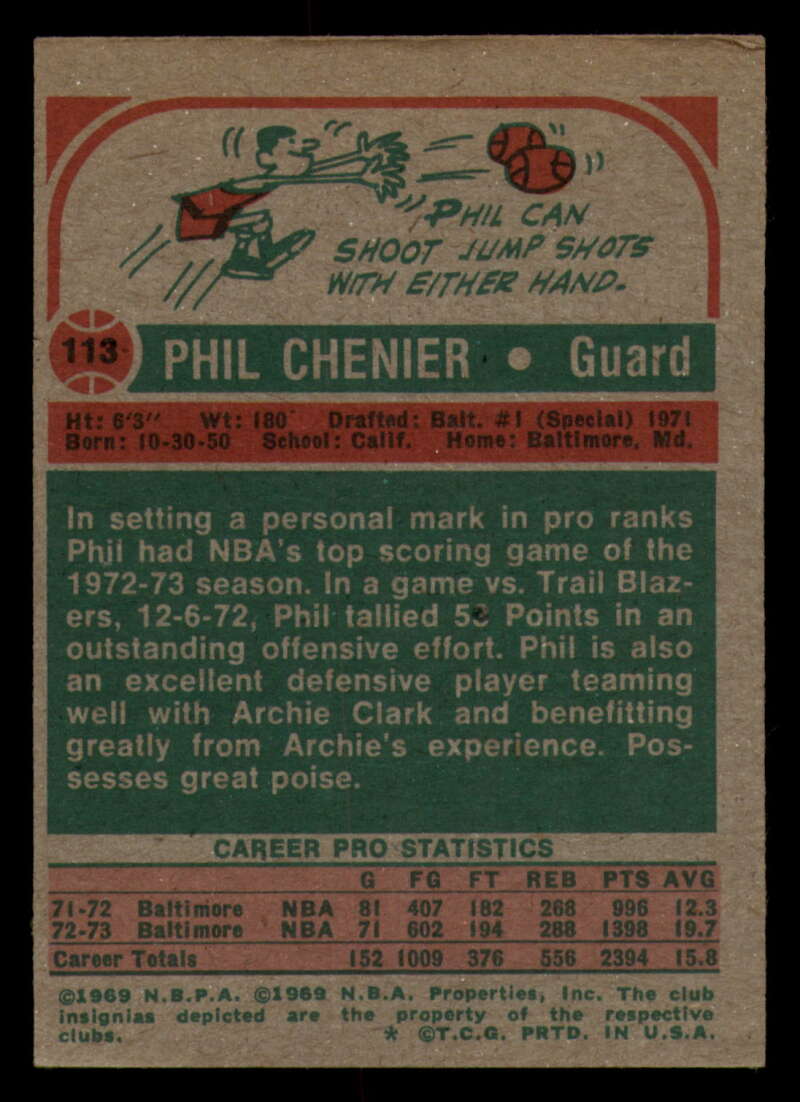 PHIL CAN
SHOOT JUMP SHOTS
WITH EITHER HAND.
113
PHIL CHENIER • Guard
Ht: 6'3" Wt: 180 Drafted: Balt. #1 (Special) 1971
Born: 10-30-50 School: Calif. Home: Baltimore, Md.
In setting a personal mark in pro ranks
Phil had NBA's top scoring game of the
1972-73 season. In a game vs. Trail Blaz-
ers, 12-6-72, Phil tallied Points in an
outstanding offensive effort. Phil is also
an excellent defensive player teaming
well with Archie Clark and benefitting
greatly from Archie's experience. Pos-
sesses great poise.
CAREER PRO STATISTICS
G FG FT REB PTS AVG
71-72 Baltimore NBA 81 407 182 268 996 12.3
72-73 Baltimore NBA 71 602 194 288 1398 19.7
Career Totals 152 1009 376 556 2394 15.8
©1969 N.B.P.A. ©1969 N.B.A. Properties, Inc. The club
insignias depicted are the property of the respective
clubs. * ©T.C.G. PRTD. IN U.S.A.